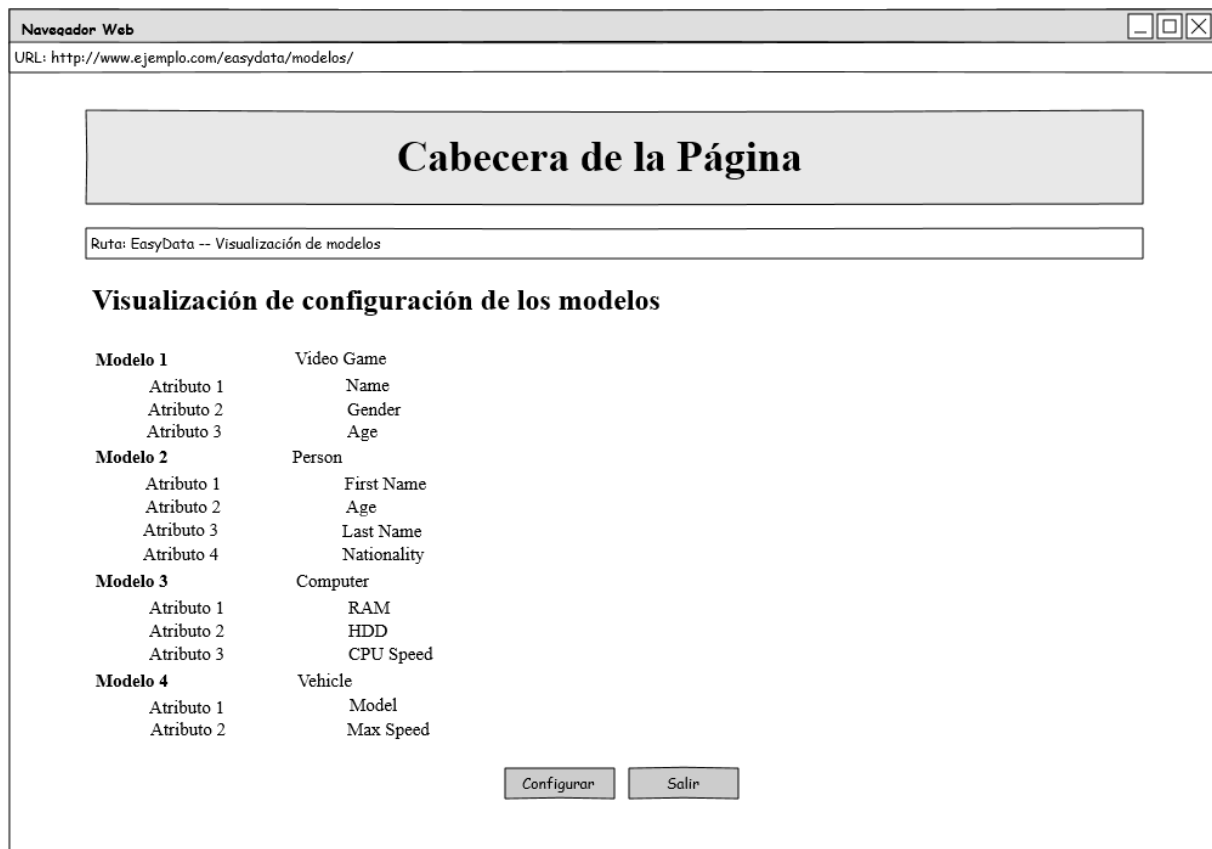 Navegador Web
URL: http://www.ejemplo.com/easydata/modelos/
Cabecera de la Página
Ruta: EasyData -- Visualización de modelos
Visualización de configuración de los modelos
Modelo 1 Video Game
Atributo 1 Name
Atributo 2 Gender
Atributo 3 Age
Modelo 2 Person
Atributo 1 First Name
Atributo 2 Age
Atributo 3 Last Name
Atributo 4 Nationality
Modelo 3 Computer
Atributo 1 RAM
Atributo 2 HDD
Atributo 3 CPU Speed
Modelo 4 Vehicle
Atributo 1 Model
Atributo 2 Max Speed
Configurar Salir